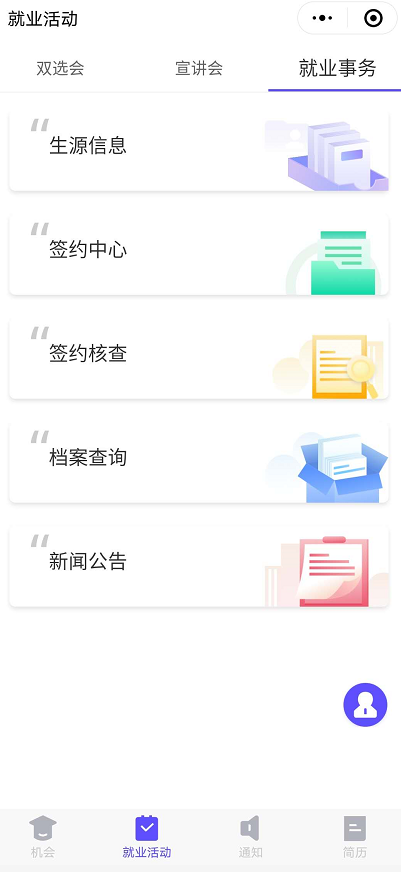 就业活动
双选会
宣讲会
就业事务
生源信息
签约中心
签约核查
档案查询
新闻公告
机会
就业活动
通知
简历